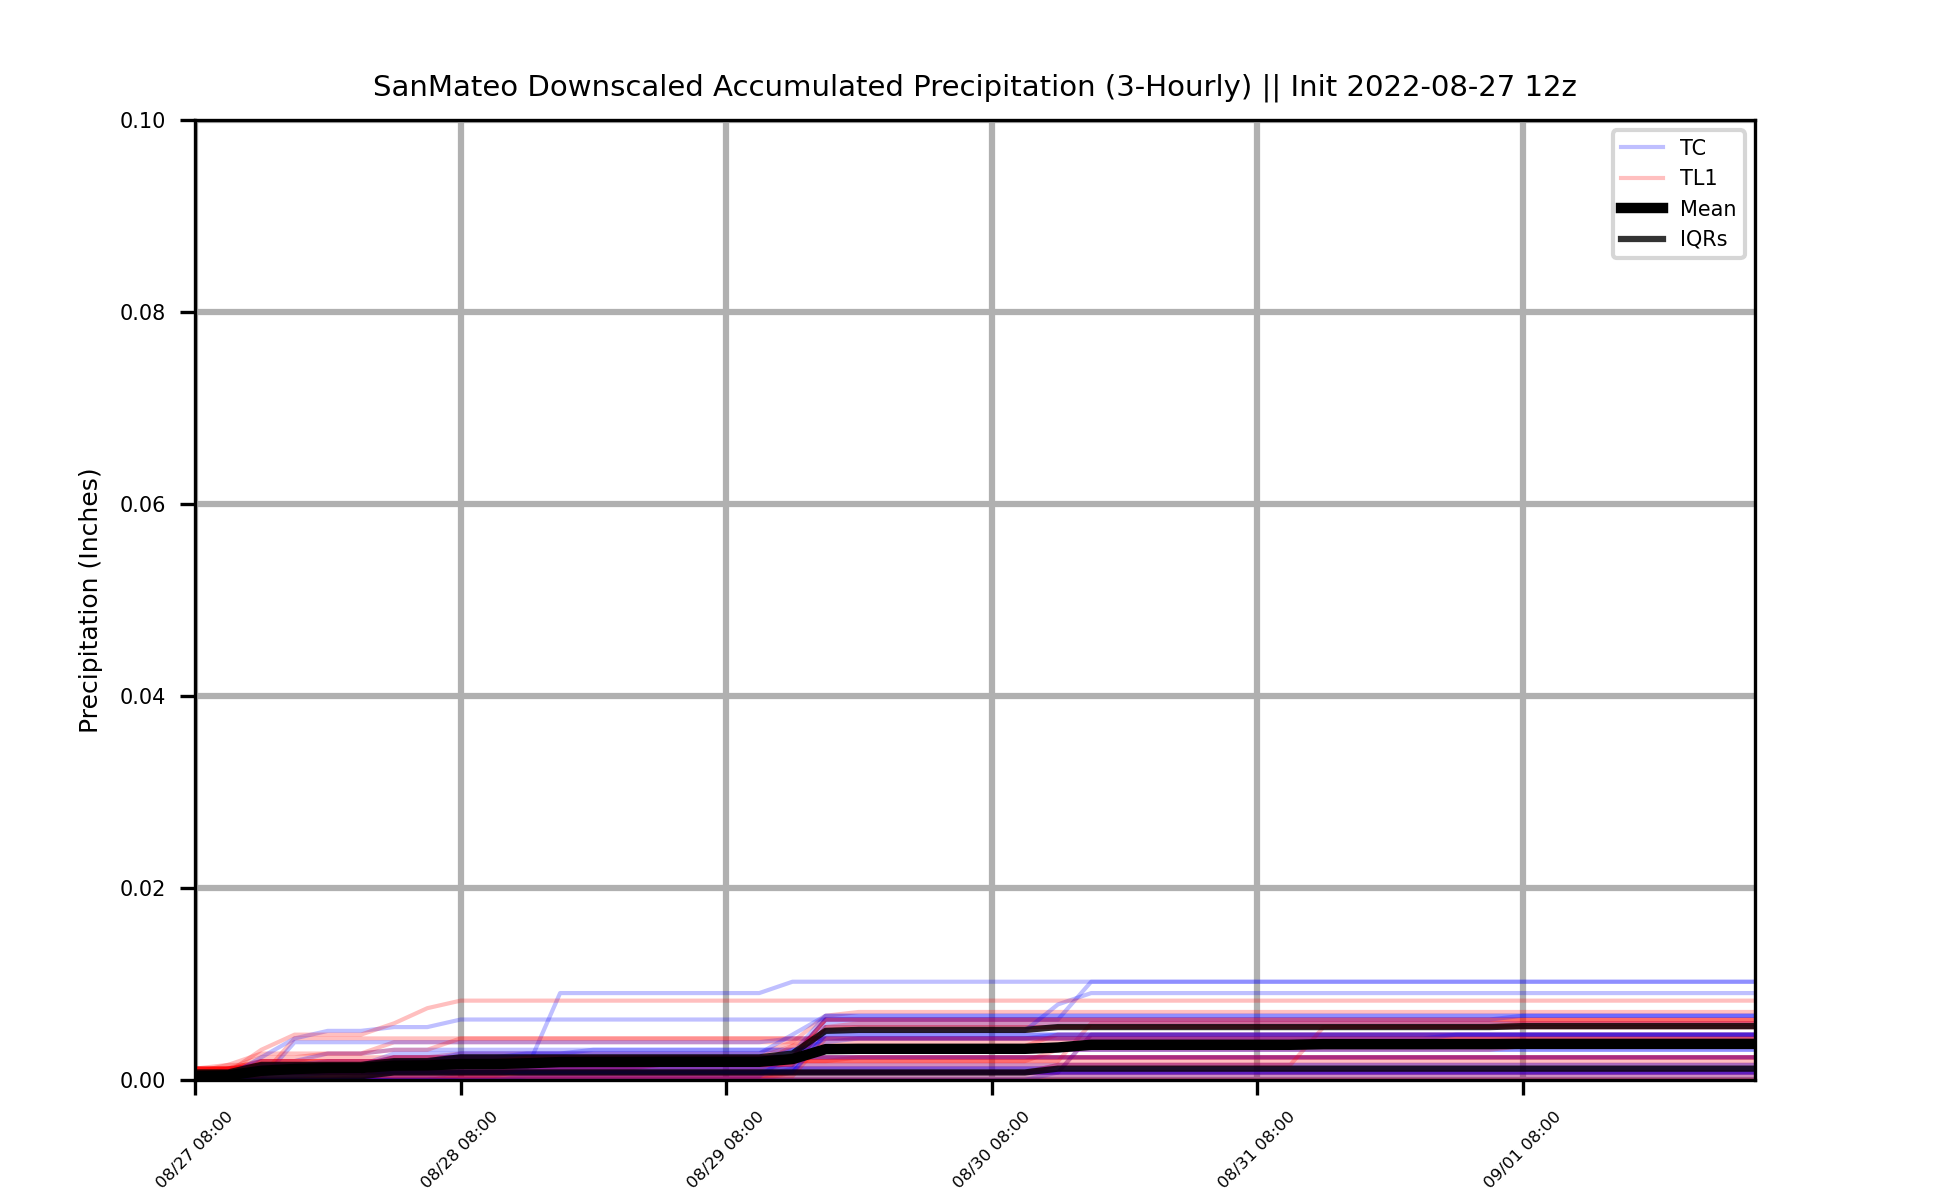 SanMateo Downscaled Accumulated Precipitation (3-Hourly) || Init 2022-08-27 12z
TC
TL1
Mean
IQRs
Precipitation (Inches)
0.10
0.08
0.06
0.04
0.02
0.00
08/27 08:00
08/28 08:00
08/29 08:00
08/30 08:00
08/31 08:00
09/01 08:00